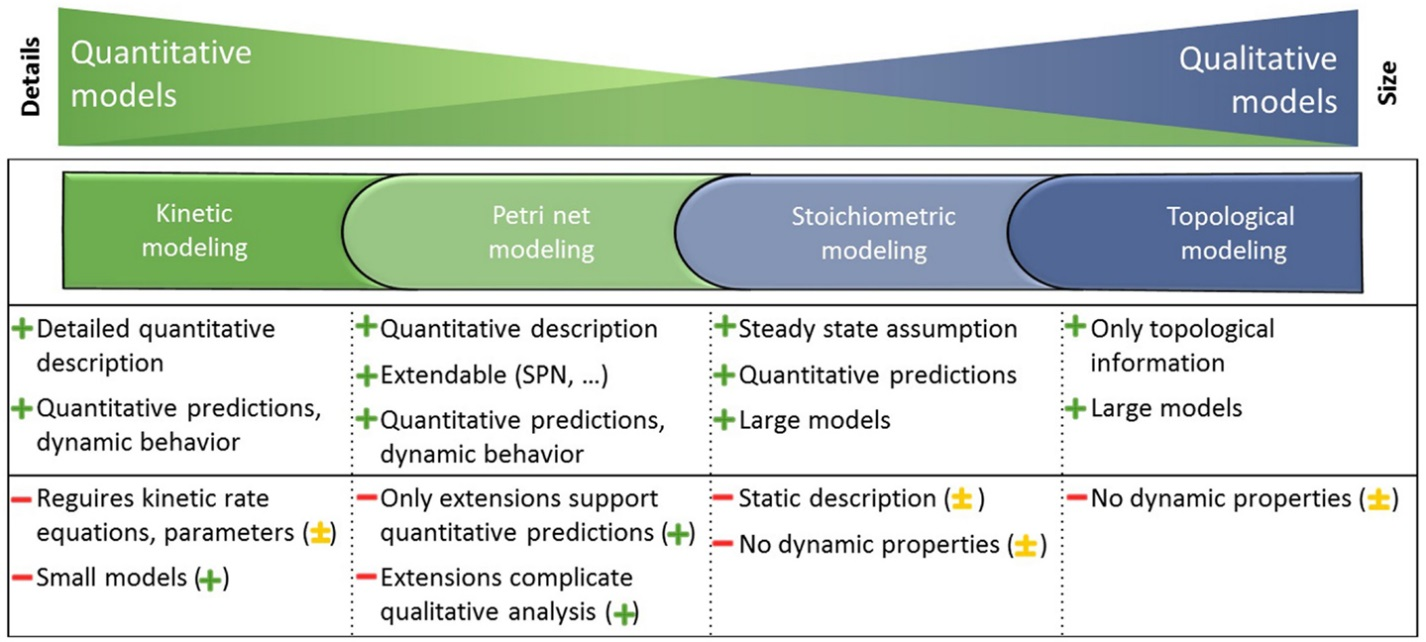 Details
Quantitative
models
Qualitative
models
Size
Kinetic
modeling
Petri net
modeling
Stoichiometric
modeling
Topological
modeling
+ Detailed quantitative
description
+ Quantitative predictions,
dynamic behavior
+ Quantitative description
+ Extendable (SPN, ...)
+ Quantitative predictions,
dynamic behavior
+ Steady state assumption
+ Quantitative predictions
+ Large models
+ Only topological
information
+ Large models
− Reguires kinetic rate
equations, parameters (±)
− Small models (+)
− Only extensions support
quantitative predictions (+)
− Extensions complicate
qualitative analysis (+)
− Static description (±)
− No dynamic properties (±)
− No dynamic properties (±)